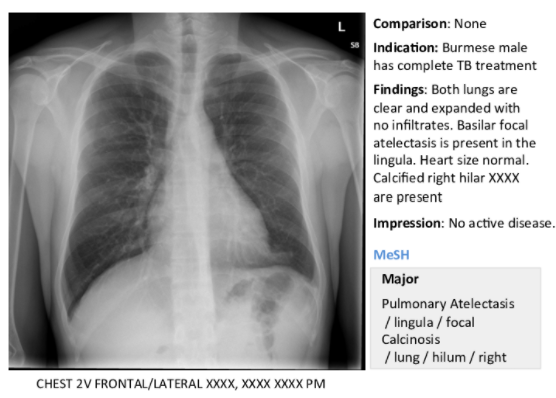 L
SB
Comparison: None
Indication: Burmese male
has complete TB treatment
Findings: Both lungs are
clear and expanded with
no infiltrates. Basilar focal
atelectasis is present in the
lingula. Heart size normal.
Calcified right hilar XXXX
are present
Impression: No active disease.
MeSH
Major
Pulmonary Atelectasis
/ lingula / focal
Calcinosis
/ lung / hilum / right
CHEST 2V FRONTAL/LATERAL XXXX, XXXX XXXX PM